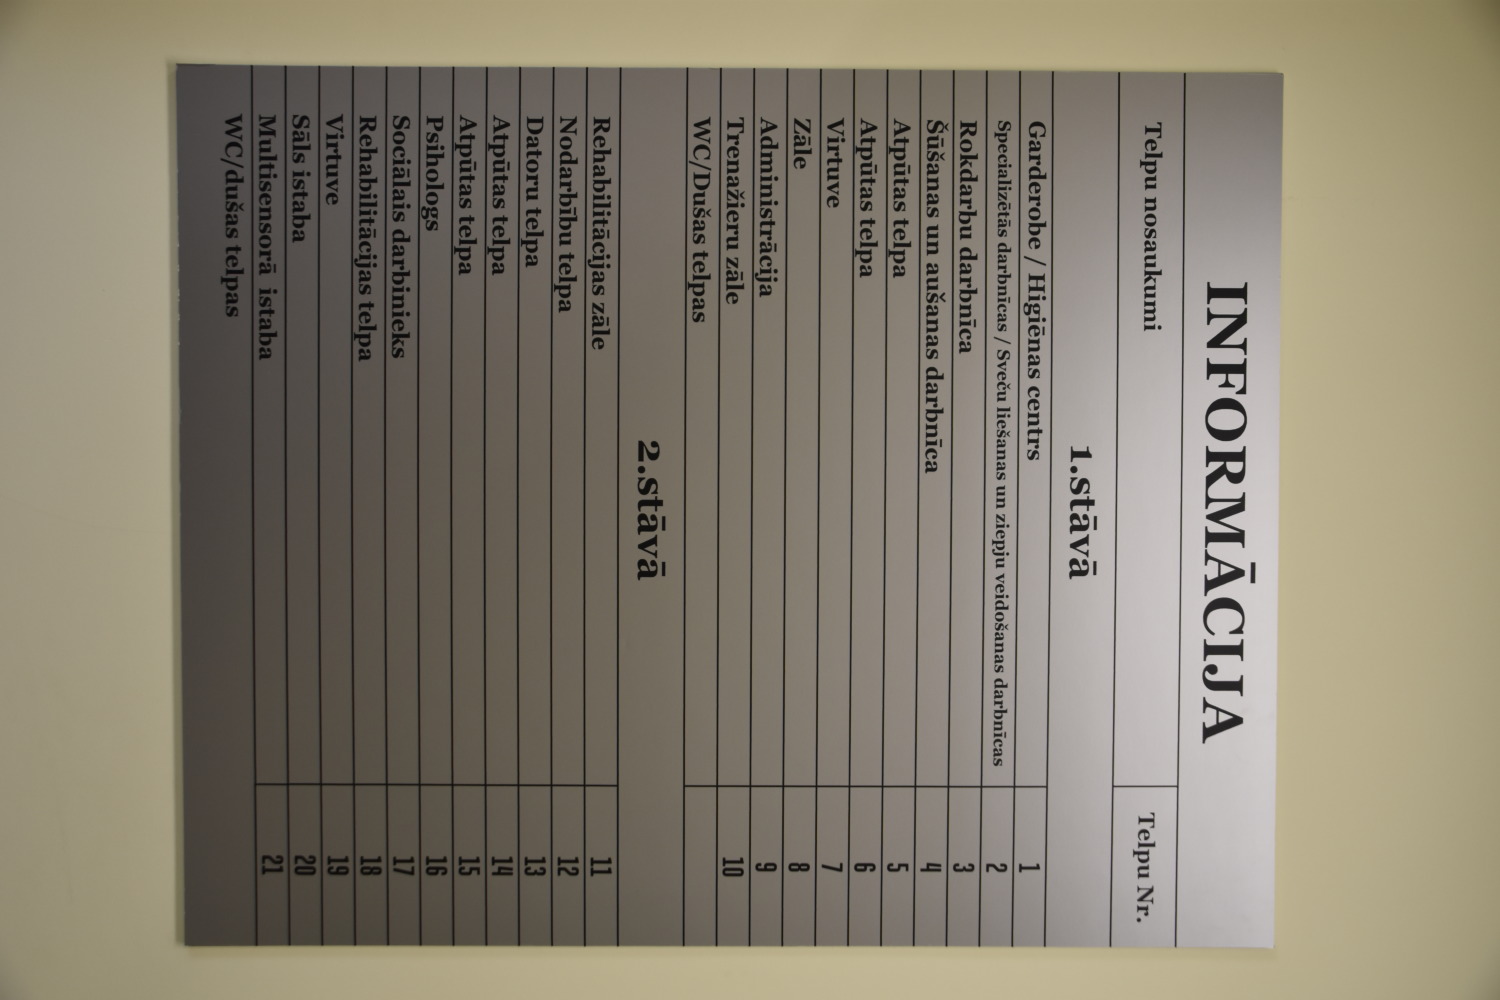 INFORMĀCIJA
Telpu nosaukumi Telpu Nr.
1.stāvā
Garderobe / Higiēnas centrs 1
Specializētās darbnīcas / Sveču liešanas un ziepju veidošanas darbnīcas 2
Rokdarbu darbnīca 3
Šūšanas un aušanas darbnīca 4
Atpūtas telpa 5
Atpūtas telpa 6
Virtuve 7
Zāle 8
Administrācija 9
Trenažieru zāle 10
WC/Dušas telpas
2.stāvā
Rehabilitācijas zāle 11
Nodarbību telpa 12
Datoru telpa 13
Atpūtas telpa 14
Atpūtas telpa 15
Psihologs 16
Sociālais darbinieks 17
Rehabilitācijas telpa 18
Virtuve 19
Sāls istaba 20
Multisensorā istaba 21
WC/dušas telpas